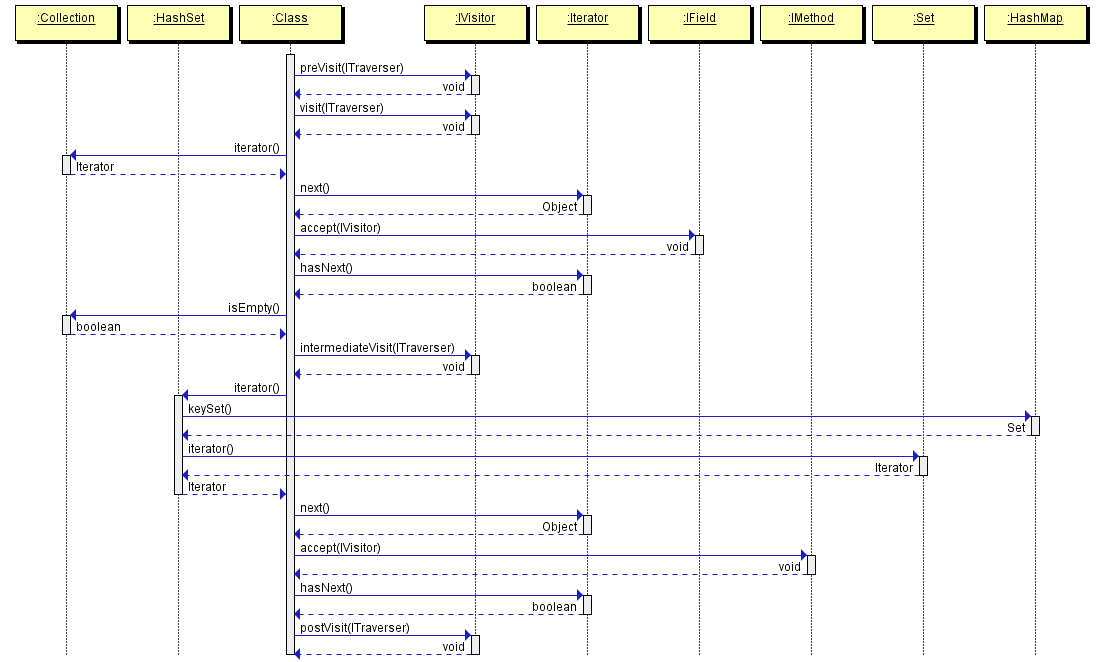 :Collection
:HashSet
:Class
:IVisitor
:Iterator
:IField
:IMethod
:Set
:HashMap
preVisit(ITraverser)
void
visit(ITraverser)
void
iterator()
Iterator
next()
Object
accept(IVisitor)
void
hasNext()
boolean
isEmpty()
boolean
intermediateVisit(ITraverser)
void
iterator()
keySet()
Set
iterator()
Iterator
Iterator
next()
Object
accept(IVisitor)
void
hasNext()
boolean
postVisit(ITraverser)
void